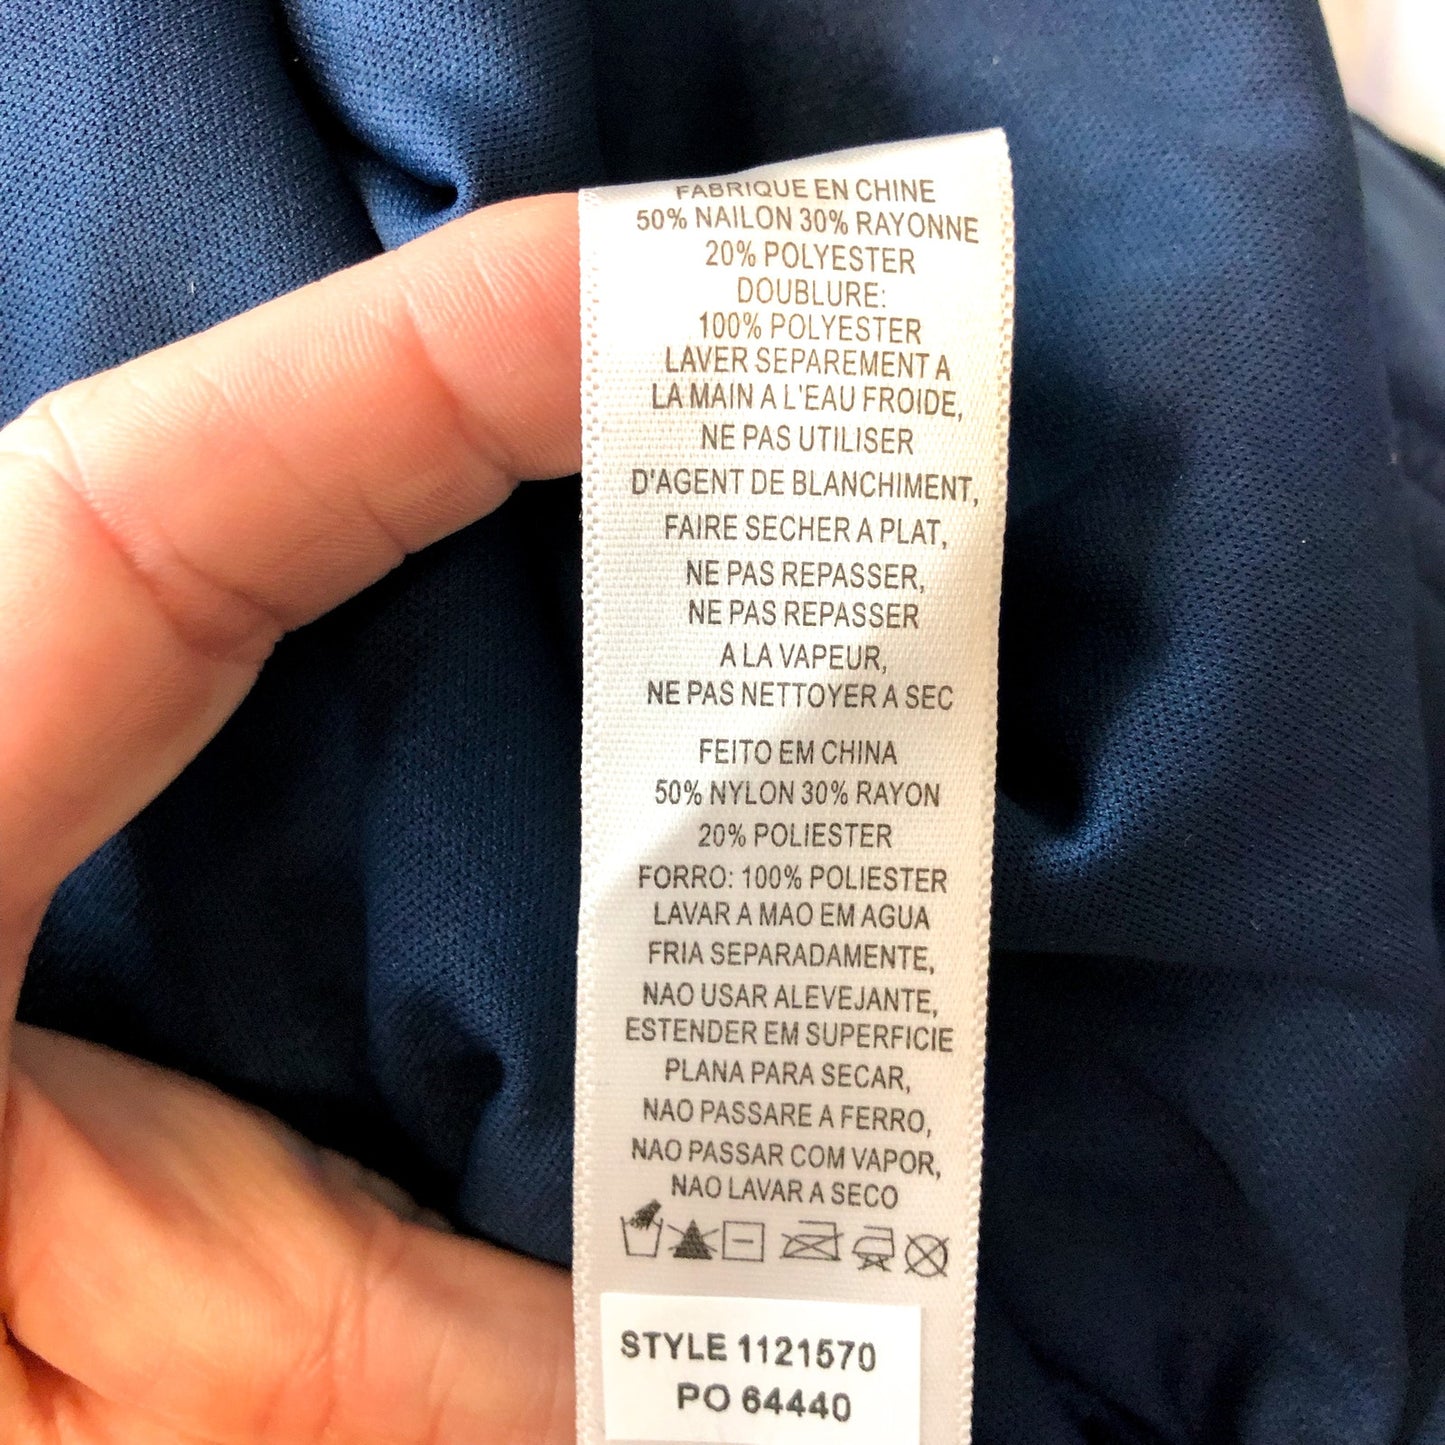 FABRIQUE EN CHINE
50% NAILON 30% RAYONNE
20% POLYESTER
DOUBLURE:
100% POLYESTER
LAVER SEPAREMENT A
LA MAIN A L'EAU FROIDE,
NE PAS UTILISER
D'AGENT DE BLANCHIMENT,
FAIRE SECHER A PLAT,
NE PAS REPASSER,
NE PAS REPASSER
A LA VAPEUR,
NE PAS NETTOYER A SEC
FEITO EM CHINA
50% NYLON 30% RAYON
20% POLIESTER
FORRO: 100% POLIESTER
LAVAR A MAO EM AGUA
FRIA SEPARADAMENTE,
NAO USAR ALEVEJANTE,
ESTENDER EM SUPERFICIE
PLANA PARA SECAR,
NAO PASSARE A FERRO,
NAO PASSAR COM VAPOR,
NAO LAVAR A SECO
STYLE 1121570
PO 64440